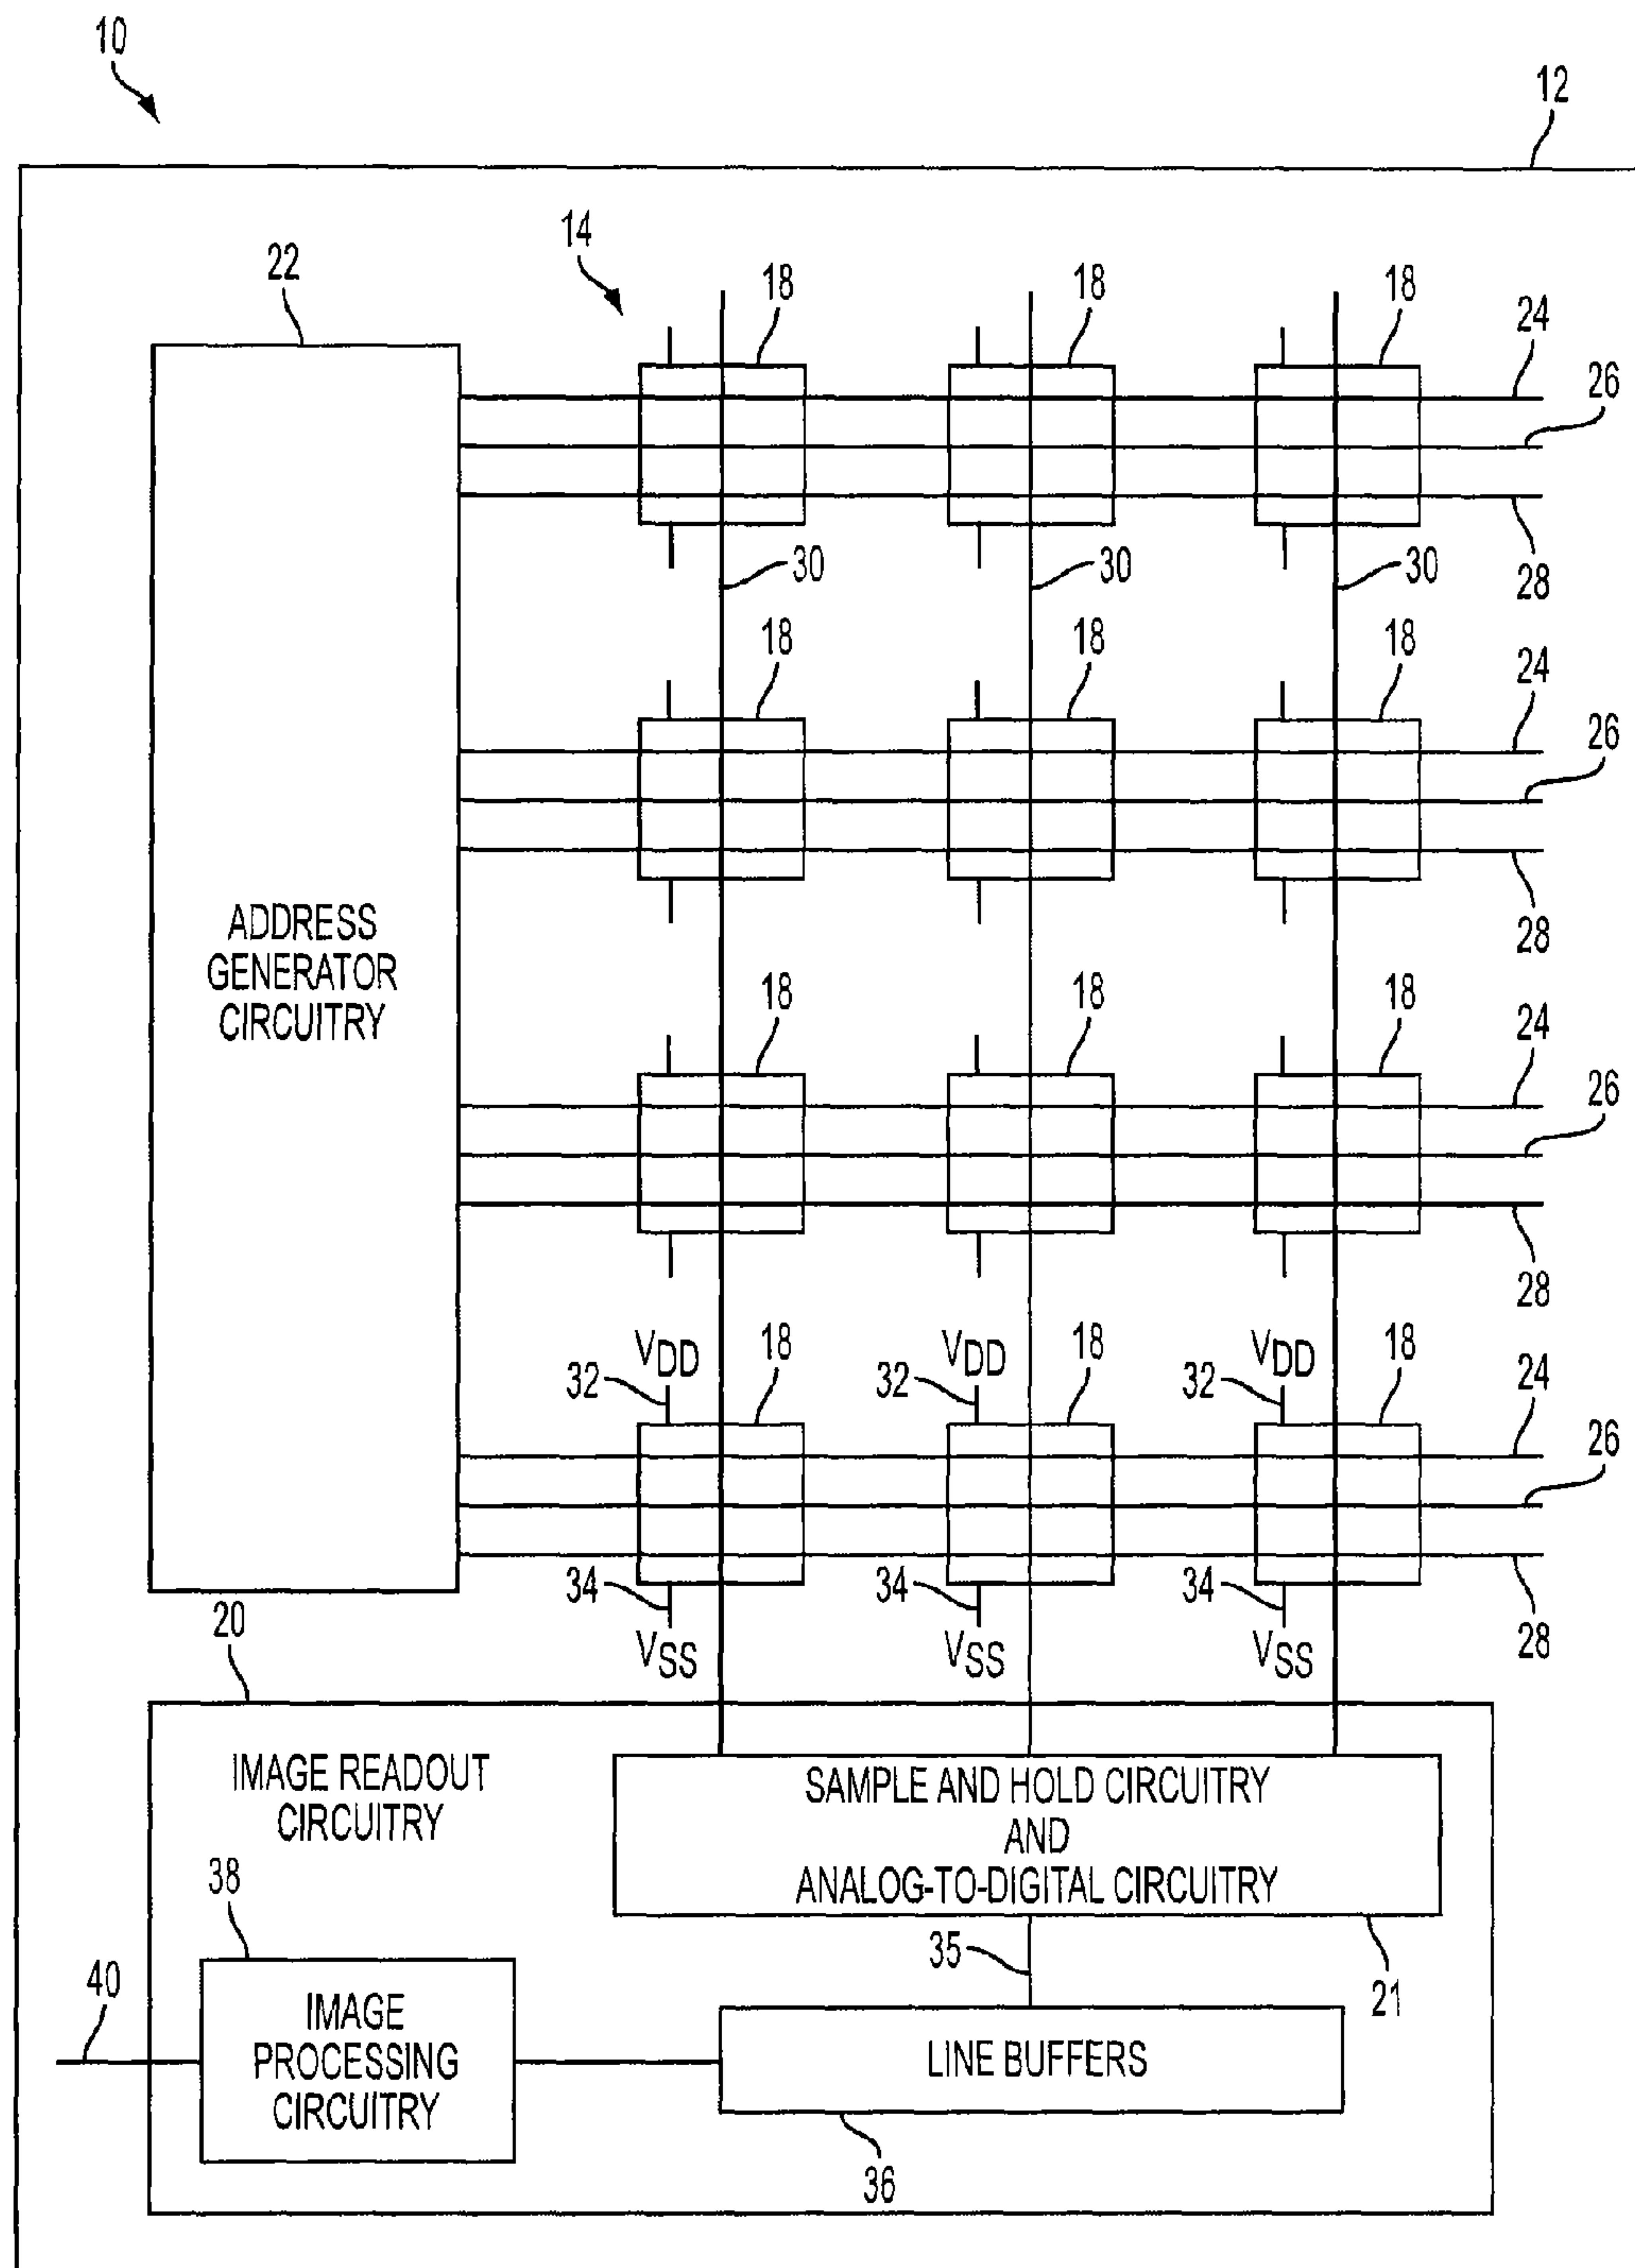 10
12
14
22
18 18 18
24
26
28
30 30 30
18 18 18
24
26
28
ADDRESS
GENERATOR
CIRCUITRY
18 18 18
24
26
28
VDD 18 VDD 18 VDD 18
32 32 32
24
26
34 34 34
28
VSS VSS VSS
20
IMAGE READOUT
CIRCUITRY
SAMPLE AND HOLD CIRCUITRY
AND
ANALOG-TO-DIGITAL CIRCUITRY
38
35
21
40
IMAGE
PROCESSING
CIRCUITRY
LINE BUFFERS
36